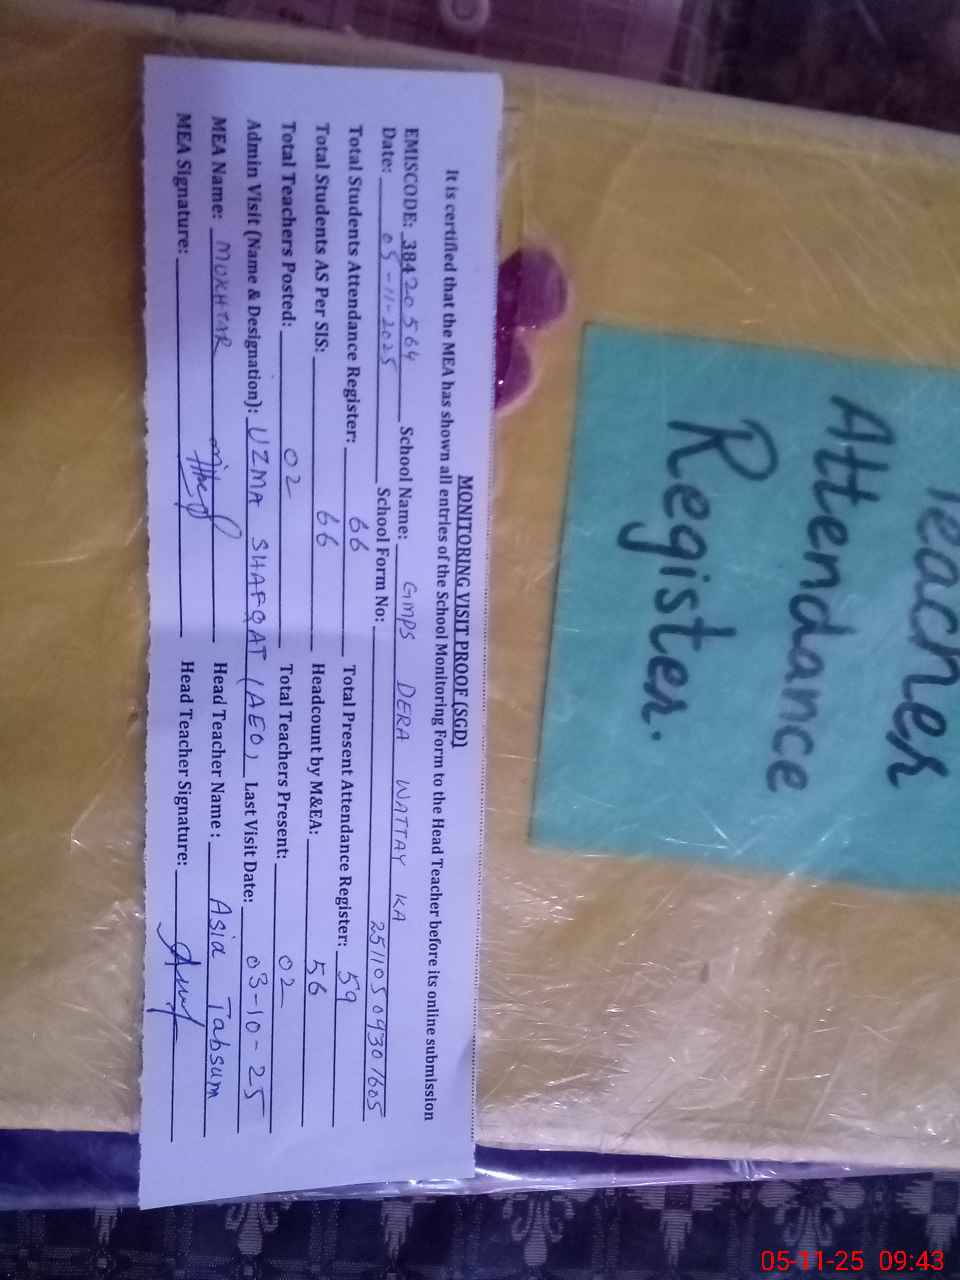 Teacher
Attendance
Register.
MONITORING VISIT PROOF (SGD)
It is certified that the MEA has shown all entries of the School Monitoring Form to the Head Teacher before its online submission
EMISCODE: 38420564 School Name: GMPS DERA WATTAY KA
Date: 05-11-2025 School Form No: 25110509301605
Total Students Attendance Register: 66 Total Present Attendance Register: 59
Total Students AS Per SIS: 66 Headcount by M&EA: 56
Total Teachers Posted: 02 Total Teachers Present: 02
Admin Visit (Name & Designation): UZMA SHAFQAT (AEO) Last Visit Date: 03-10-25
MEA Name: MUKHTAR Head Teacher Name : Asia Tabsum
MEA Signature: Head Teacher Signature:
05-11-25 09:43